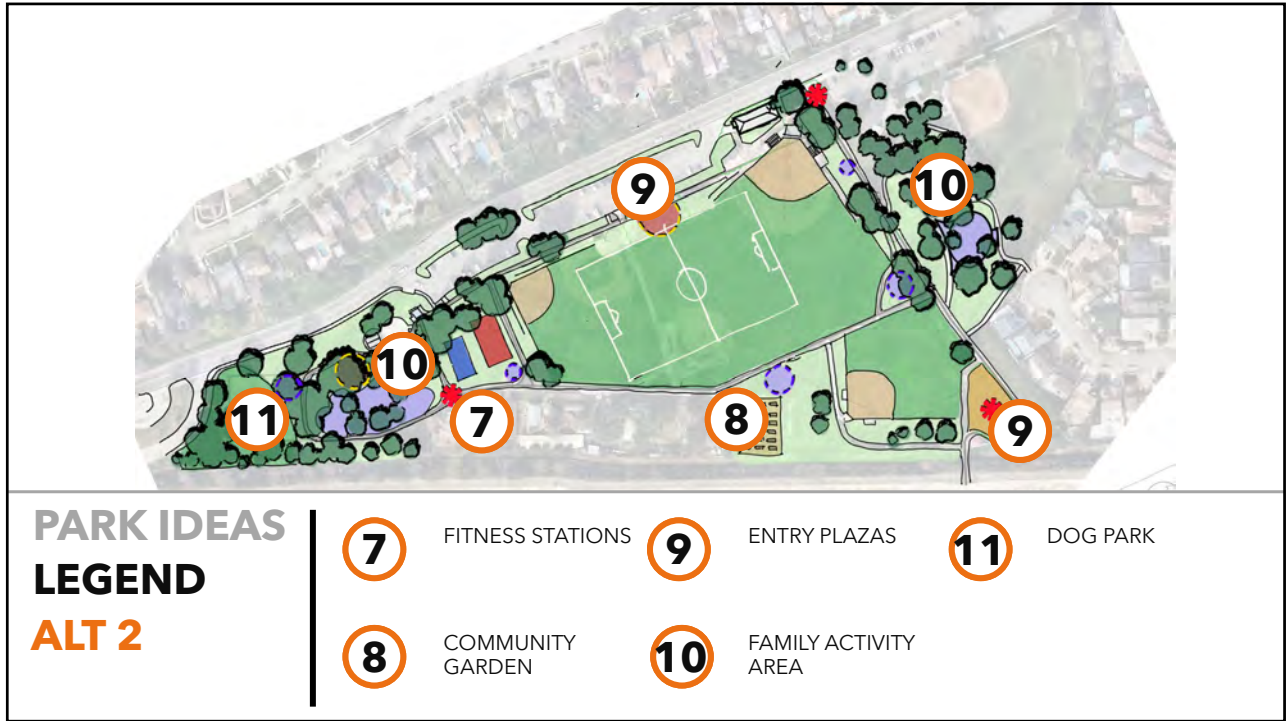 9
10
10
11
7
8
9
PARK IDEAS
LEGEND
ALT 2
7 FITNESS STATIONS
9 ENTRY PLAZAS
11 DOG PARK
8 COMMUNITY
GARDEN
10 FAMILY ACTIVITY
AREA